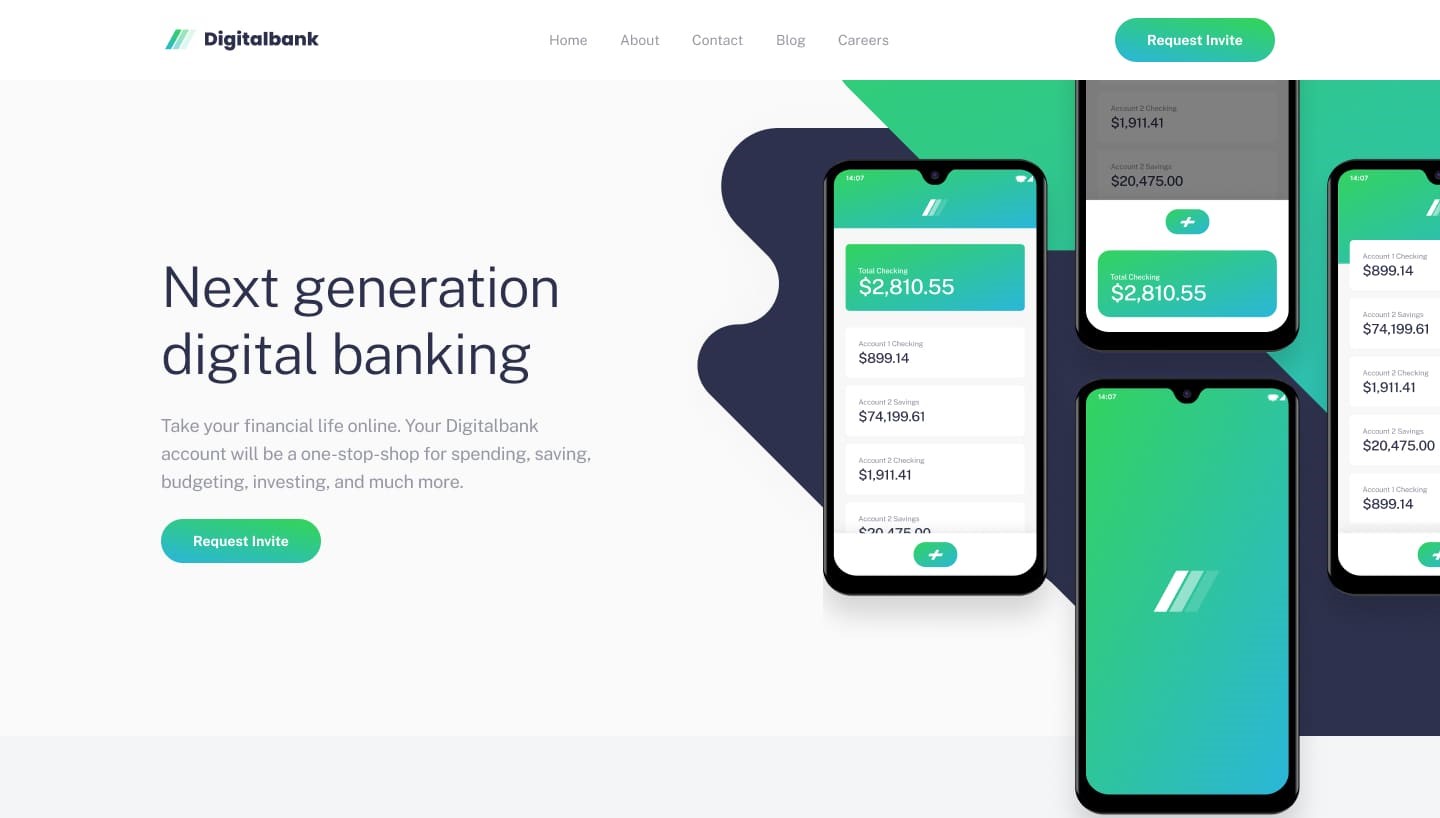 Digitalbank
Home
About
Contact
Blog
Careers
Request Invite
Next generation
digital banking
Take your financial life online. Your Digitalbank
account will be a one-stop-shop for spending, saving,
budgeting, investing, and much more.
Request Invite
14:07
Total Checking
$2,810.55
Account 1 Checking
$899.14
Account 2 Savings
$74,199.61
Account 2 Checking
$1,911.41
Account 2 Savings
$20,475.00
Account 2 Checking
$1,911.41
Account 2 Savings
$20,475.00
Total Checking
$2,810.55
14:07
14:07
Account 1 Checking
$899.14
Account 2 Savings
$74,199.61
Account 2 Checking
$1,911.41
Account 2 Savings
$20,475.00
Account 1 Checking
$899.14